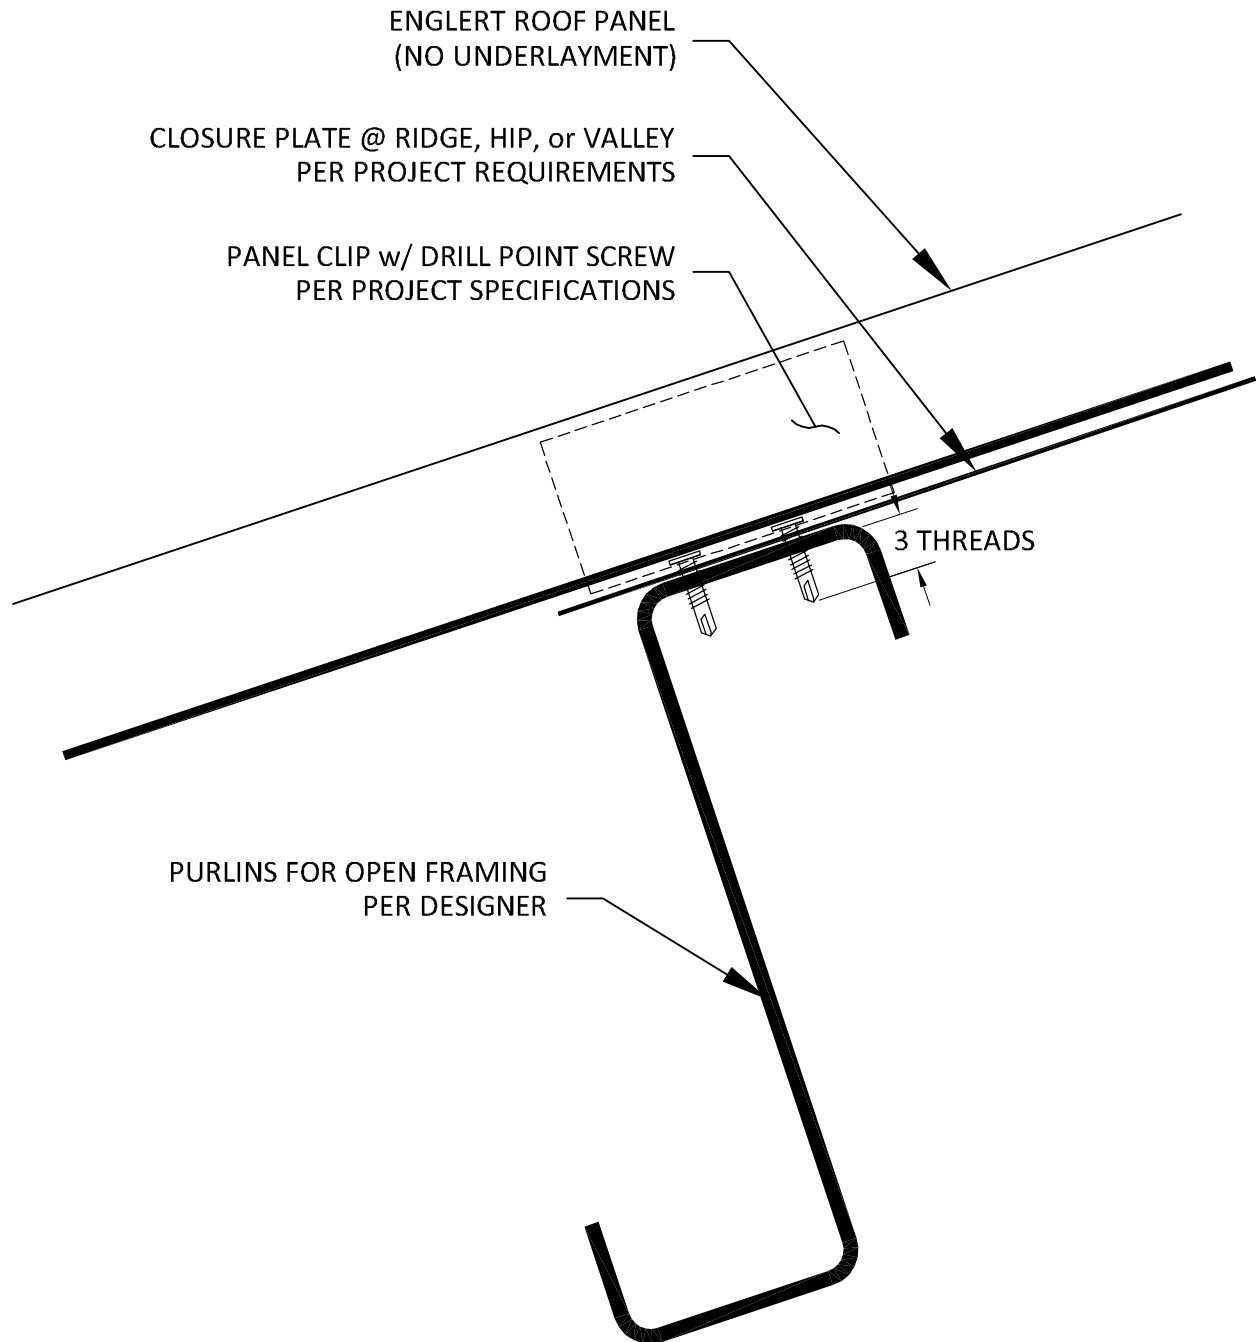 ENGLERT ROOF PANEL
(NO UNDERLAYMENT)
CLOSURE PLATE @ RIDGE, HIP, or VALLEY
PER PROJECT REQUIREMENTS
PANEL CLIP w/ DRILL POINT SCREW
PER PROJECT SPECIFICATIONS
3 THREADS
PURLINS FOR OPEN FRAMING
PER DESIGNER